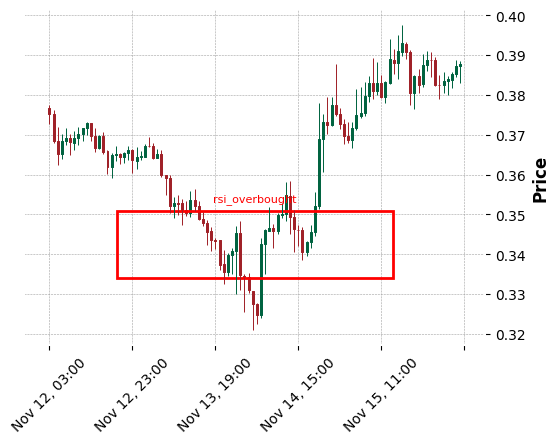 0.40
0.39
0.38
0.37
0.36
rsi_overbought
0.35
0.34
0.33
0.32
Price
Nov 12, 03:00
Nov 12, 23:00
Nov 13, 19:00
Nov 14, 15:00
Nov 15, 11:00